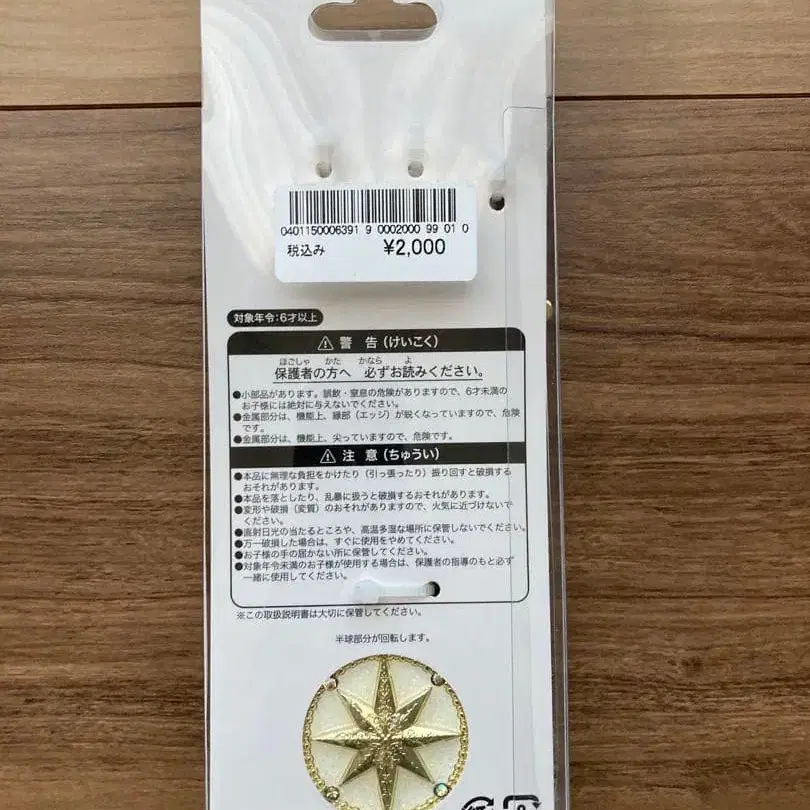 0401150006391 9 0002000 99 01 0
税込み ¥2,000
対象年令:6才以上
⚠ 警 告 (けいこく)
ほごしゃ かた かなら よ
保護者の方へ 必ずお読みください。
●小部品があります。誤飲・窒息の危険がありますので、6才未満の
お子様には絶対に与えないでください。
●金属部分は、機能上、縁部(エッジ)が鋭くなっていますので、危険
です。
●金属部分は、機能上、尖っていますので、危険です。
⚠ 注 意 (ちゅうい)
●本品に無理な負担をかけたり(引っ張ったり)振り回すと破損する
おそれがあります。
●本品を落としたり、乱暴に扱うと破損するおそれがあります。
●変形や破損(変質)のおそれがありますので、火気に近づけないで
ください。
●直射日光の当たるところや、高温多湿な場所に保管しないでください。
●万一破損した場合は、すぐに使用をやめてください。
●お子様の手の届かない所に保管してください。
●対象年令未満のお子様が使用する場合は、保護者の指導のもと必ず
一緒に使用してください。
※この取扱説明書は大切に保管してください。
半球部分が回転します。